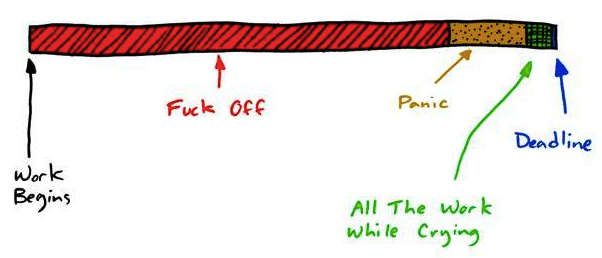 Fuck Off
Panic
Deadline
Work
Begins
All The Work
While Crying